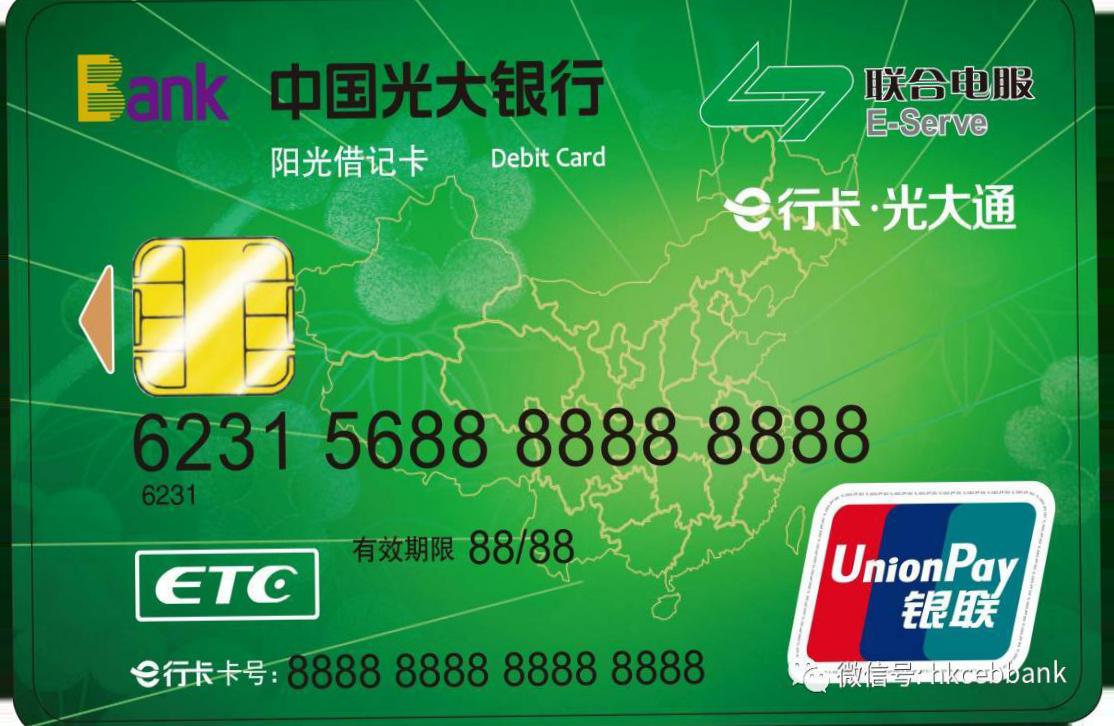 Bank 中国光大银行
阳光借记卡 Debit Card
联合电服
E-Serve
e行卡·光大通
6231 5688 8888 8888
6231
有效期限 88/88
ETC
UnionPay
银联
e行卡 卡号: 8888 8888 8888 8888
微信号: hkcebbank